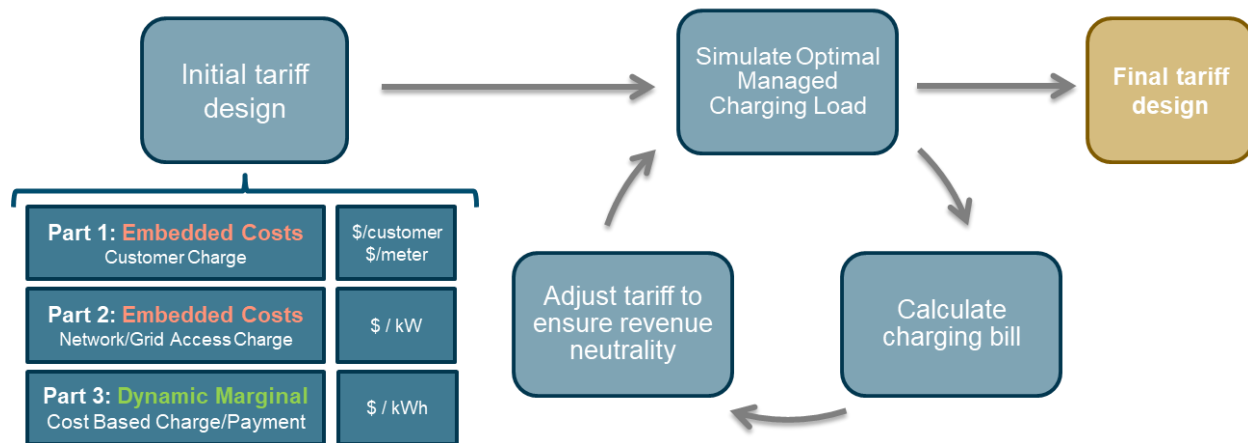 Initial tariff
design
Simulate Optimal
Managed
Charging Load
Final tariff
design
Part 1: Embedded Costs
Customer Charge
$/customer
$/meter
Part 2: Embedded Costs
Network/Grid Access Charge
$ / kW
Part 3: Dynamic Marginal
Cost Based Charge/Payment
$ / kWh
Adjust tariff to
ensure revenue
neutrality
Calculate
charging bill